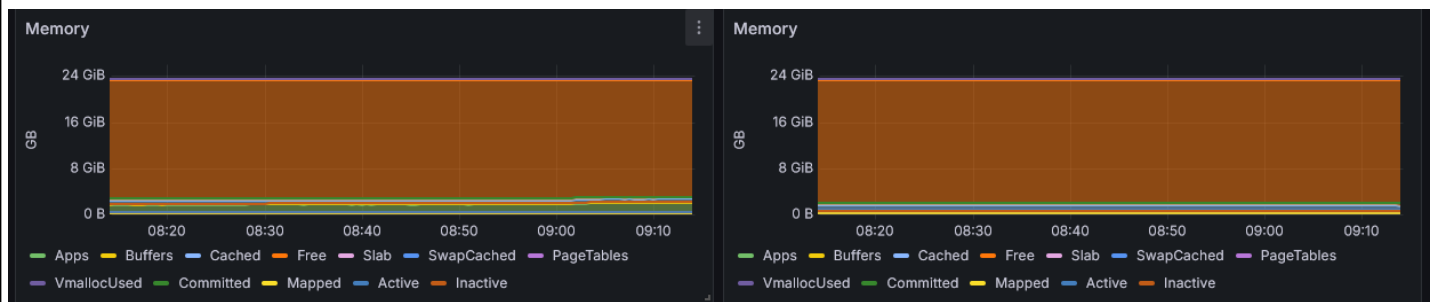 Memory
24 GiB
16 GiB
8 GiB
0 B
GB
08:20 08:30 08:40 08:50 09:00 09:10
Apps Buffers Cached Free Slab SwapCached PageTables
VmallocUsed Committed Mapped Active Inactive
Memory
24 GiB
16 GiB
8 GiB
0 B
GB
08:20 08:30 08:40 08:50 09:00 09:10
Apps Buffers Cached Free Slab SwapCached PageTables
VmallocUsed Committed Mapped Active Inactive